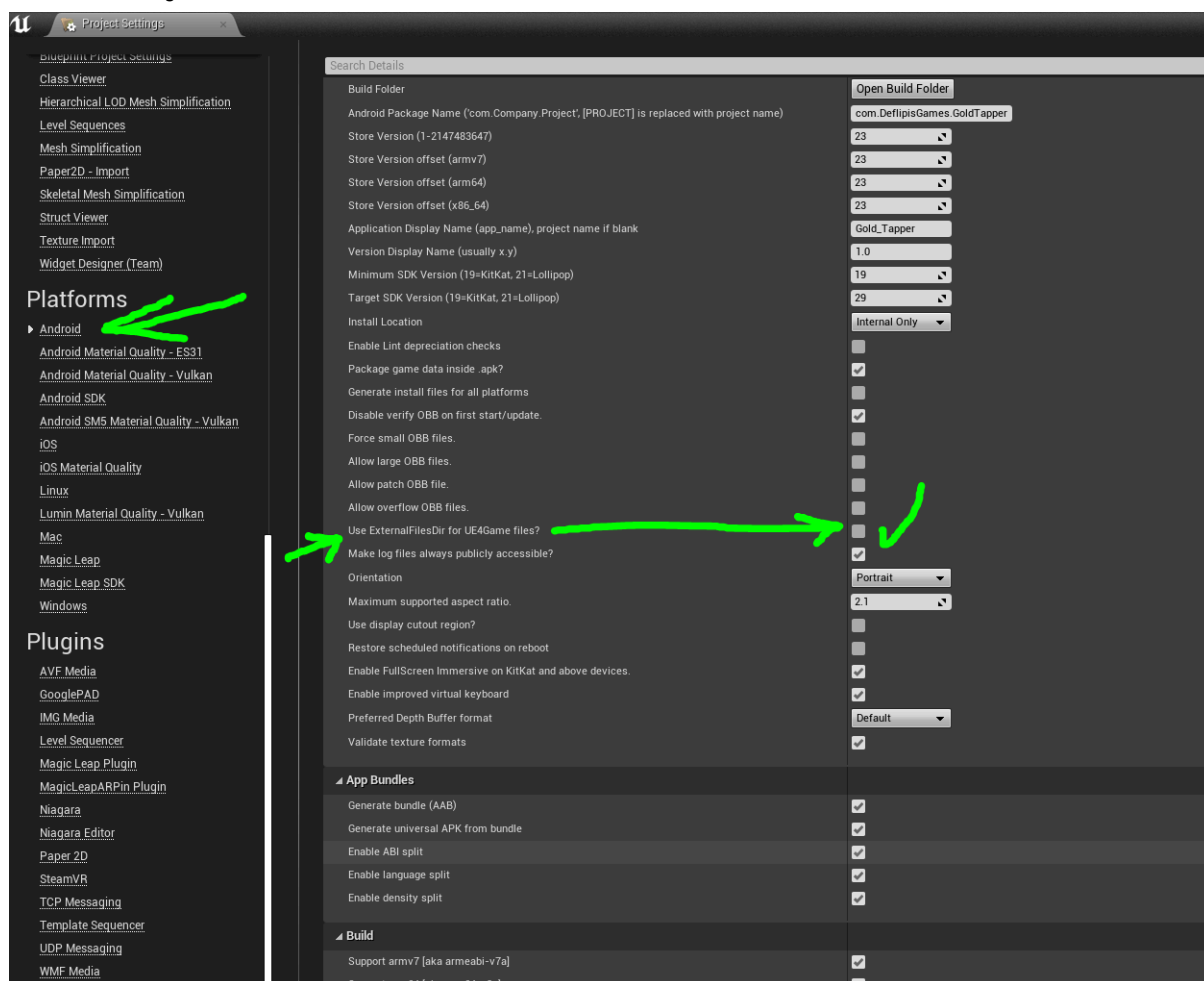 Project Settings
Blueprint Project Settings
Class Viewer
Hierarchical LOD Mesh Simplification
Level Sequences
Mesh Simplification
Paper2D - Import
Skeletal Mesh Simplification
Struct Viewer
Texture Import
Widget Designer (Team)
Platforms
Android
Android Material Quality - ES31
Android Material Quality - Vulkan
Android SDK
Android SM5 Material Quality - Vulkan
iOS
iOS Material Quality
Linux
Lumin Material Quality - Vulkan
Mac
Magic Leap
Magic Leap SDK
Windows
Plugins
AVF Media
GooglePAD
IMG Media
Level Sequencer
Magic Leap Plugin
MagicLeapARPin Plugin
Niagara
Niagara Editor
Paper 2D
SteamVR
TCP Messaging
Template Sequencer
UDP Messaging
WMF Media
Search Details
Build Folder Open Build Folder
Android Package Name ('com.Company.Project', [PROJECT] is replaced with project name) com.DeflipisGames.GoldTapper
Store Version (1-2147483647) 23
Store Version offset (armv7) 23
Store Version offset (arm64) 23
Store Version offset (x86_64) 23
Application Display Name (app_name), project name if blank Gold_Tapper
Version Display Name (usually x.y) 1.0
Minimum SDK Version (19=KitKat, 21=Lollipop) 19
Target SDK Version (19=KitKat, 21=Lollipop) 29
Install Location Internal Only
Enable Lint depreciation checks
Package game data inside .apk?
Generate install files for all platforms
Disable verify OBB on first start/update.
Force small OBB files.
Allow large OBB files.
Allow patch OBB file.
Allow overflow OBB files.
Use ExternalFilesDir for UE4Game files?
Make log files always publicly accessible?
Orientation Portrait
Maximum supported aspect ratio. 2.1
Use display cutout region?
Restore scheduled notifications on reboot
Enable FullScreen Immersive on KitKat and above devices.
Enable improved virtual keyboard
Preferred Depth Buffer format Default
Validate texture formats
App Bundles
Generate bundle (AAB)
Generate universal APK from bundle
Enable ABI split
Enable language split
Enable density split
Build
Support armv7 [aka armeabi-v7a]